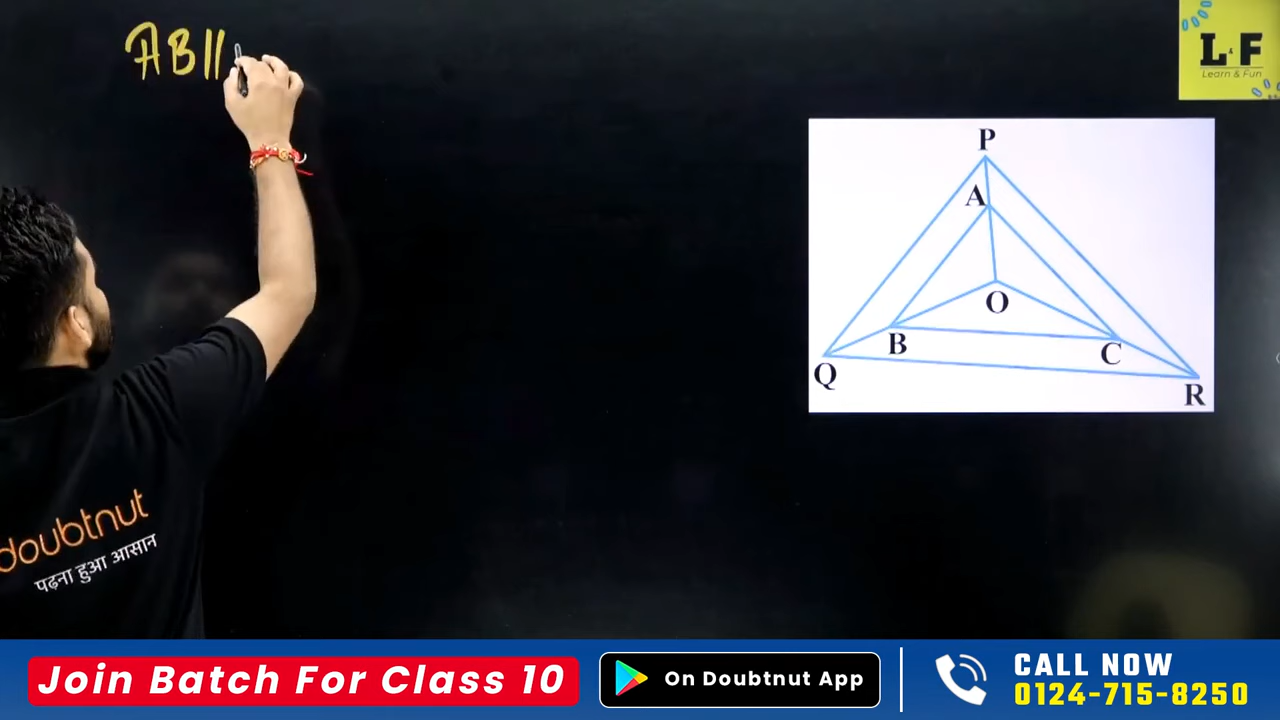 AB ||
L & F
Learn & Fun
P
A
O
B
C
Q
R
doubtnut
पढ़ना हुआ आसान
Join Batch For Class 10
On Doubtnut App
CALL NOW
0124-715-8250